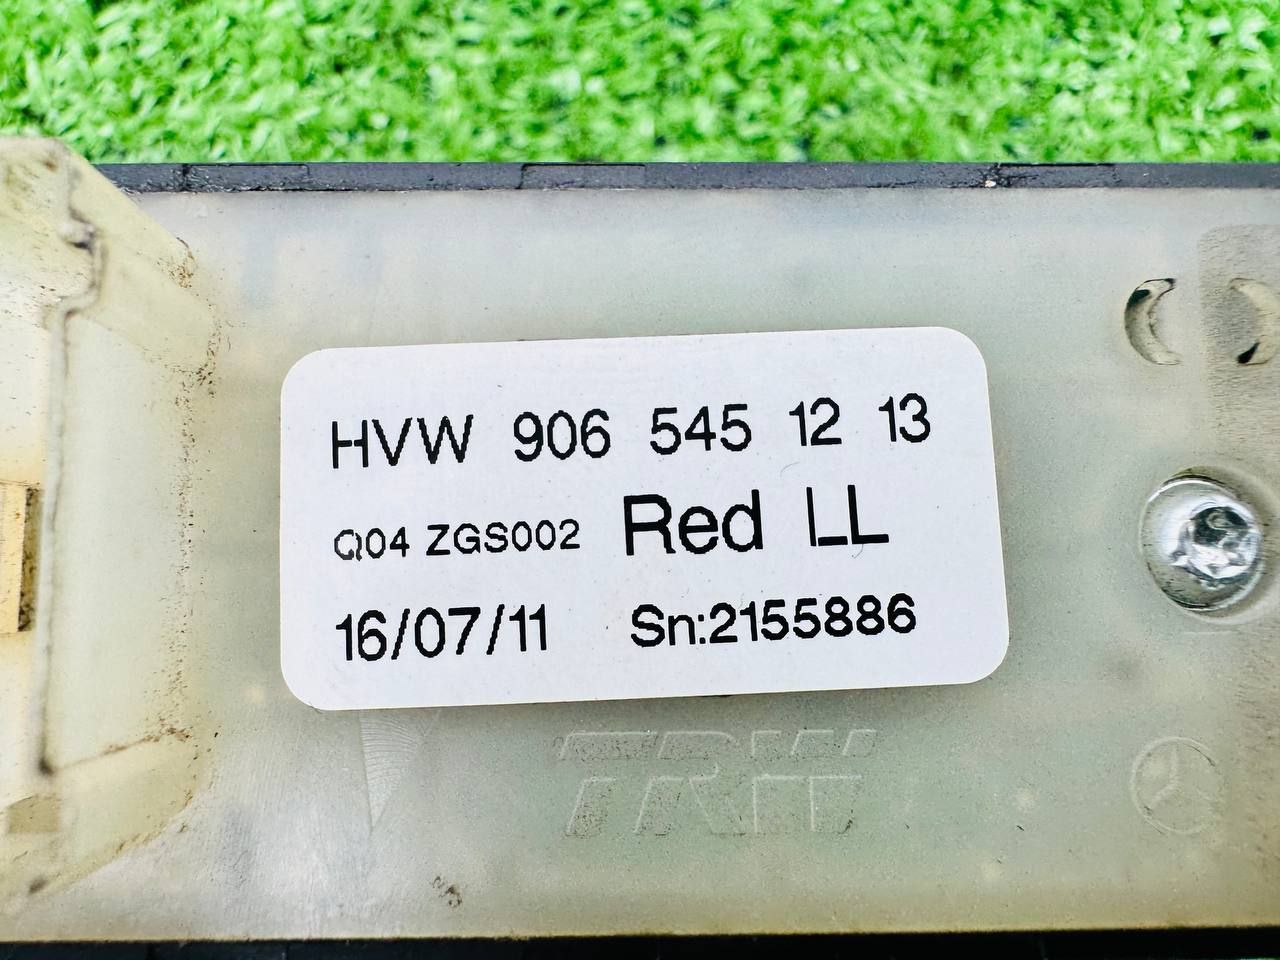 HVW 906 545 12 13
Q04 ZGS002 Red LL
16/07/11 Sn:2155886
TRW